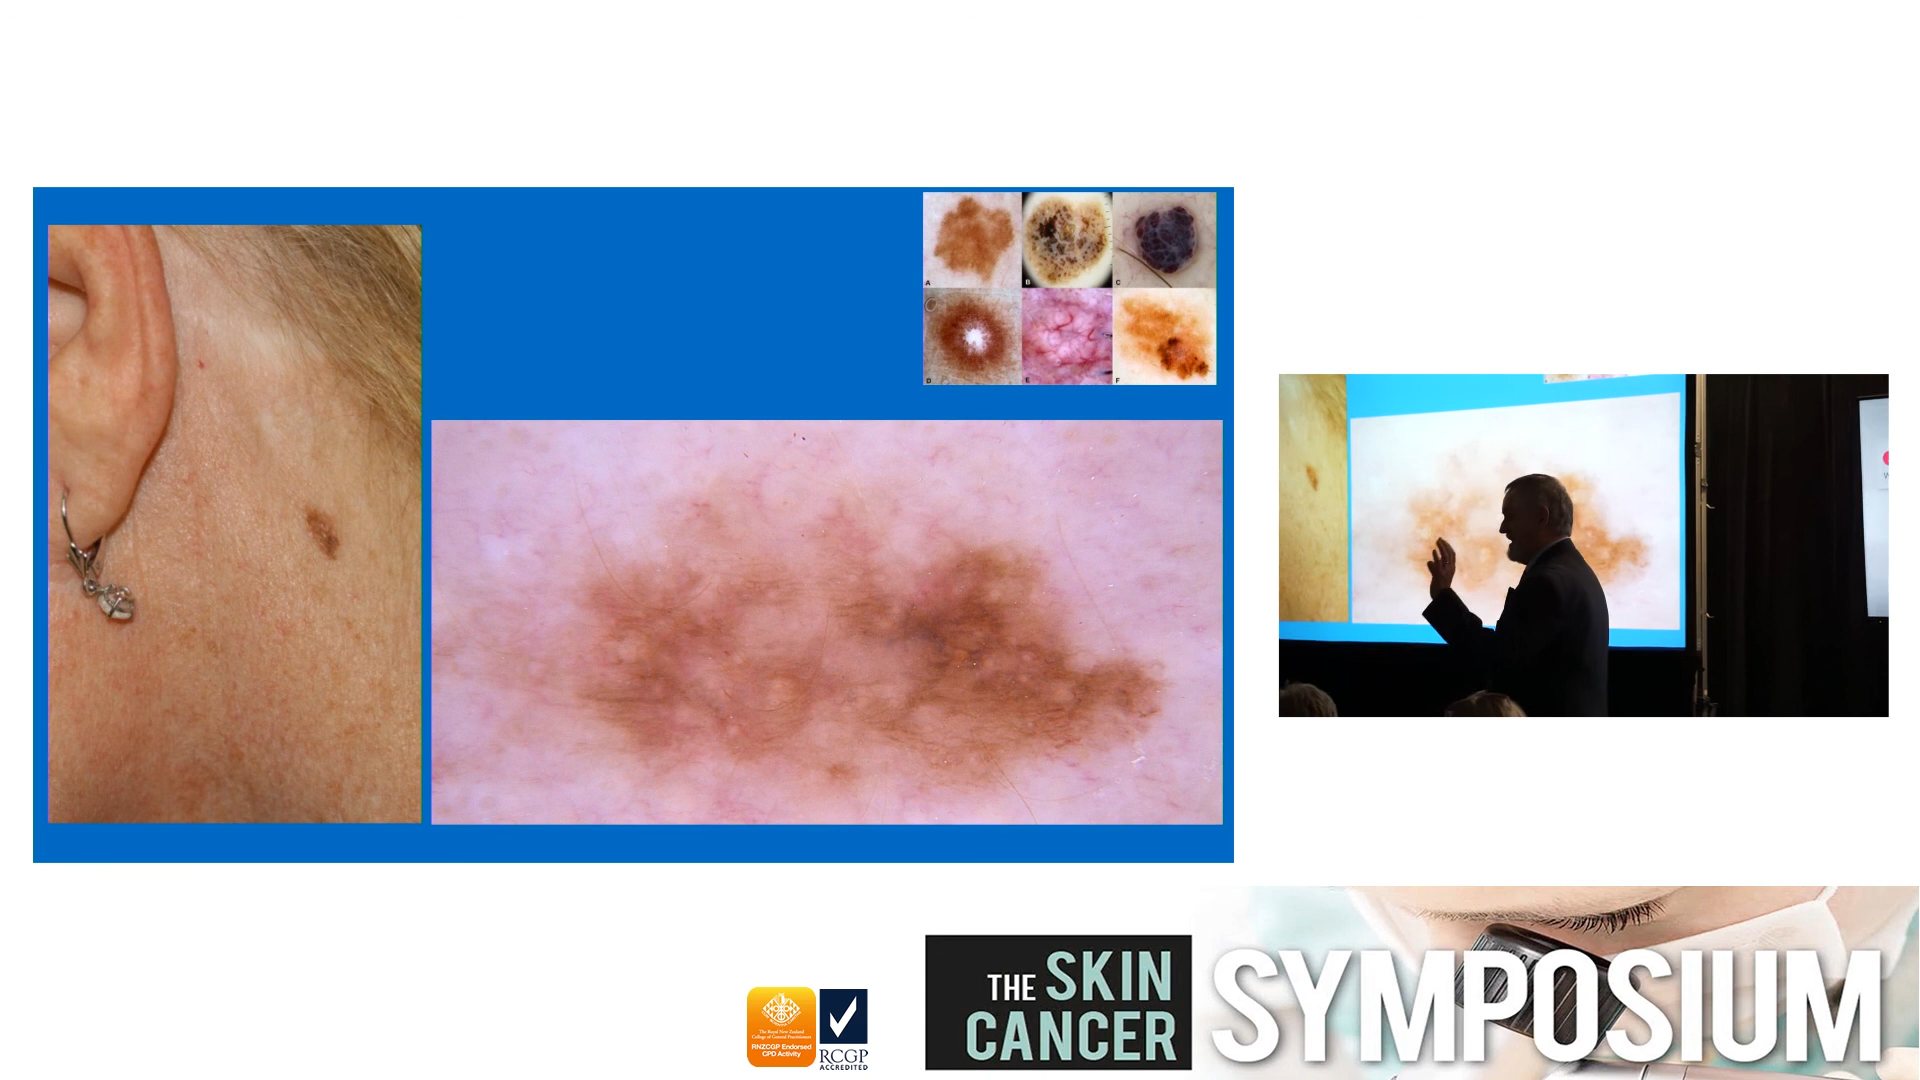 A
B
C
D
E
F
The Royal New Zealand
College of General Practitioners
RNZCGP Endorsed
CPD Activity
RCGP
ACCREDITED
THE SKIN
CANCER
SYMPOSIUM